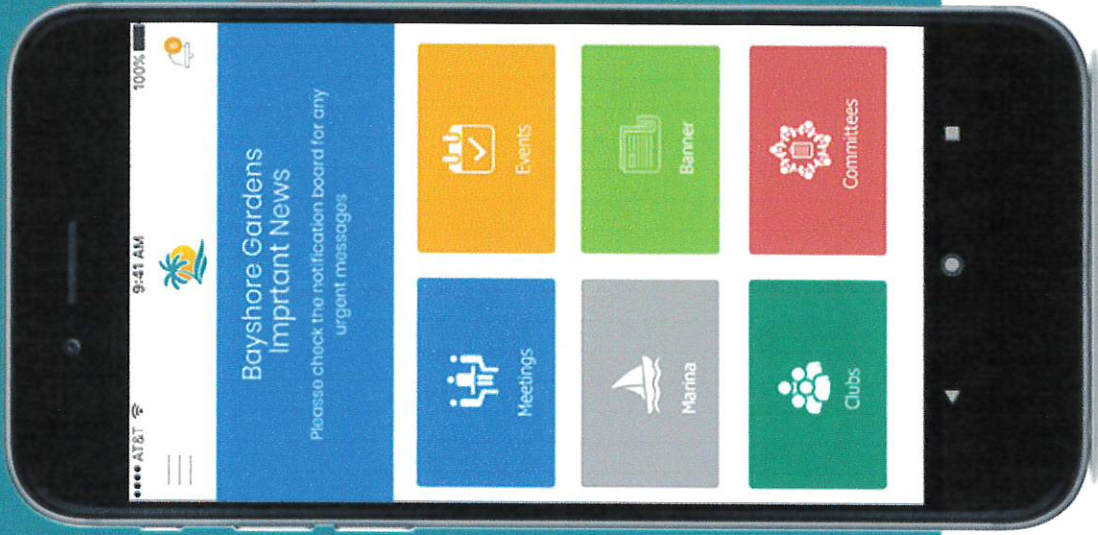 AT&T 9:41 AM 100%
Bayshore Gardens
Imprtant News
Pleasse check the notification board for any
urgent messages
Meetings Events
Marina Banner
Clubs Committees